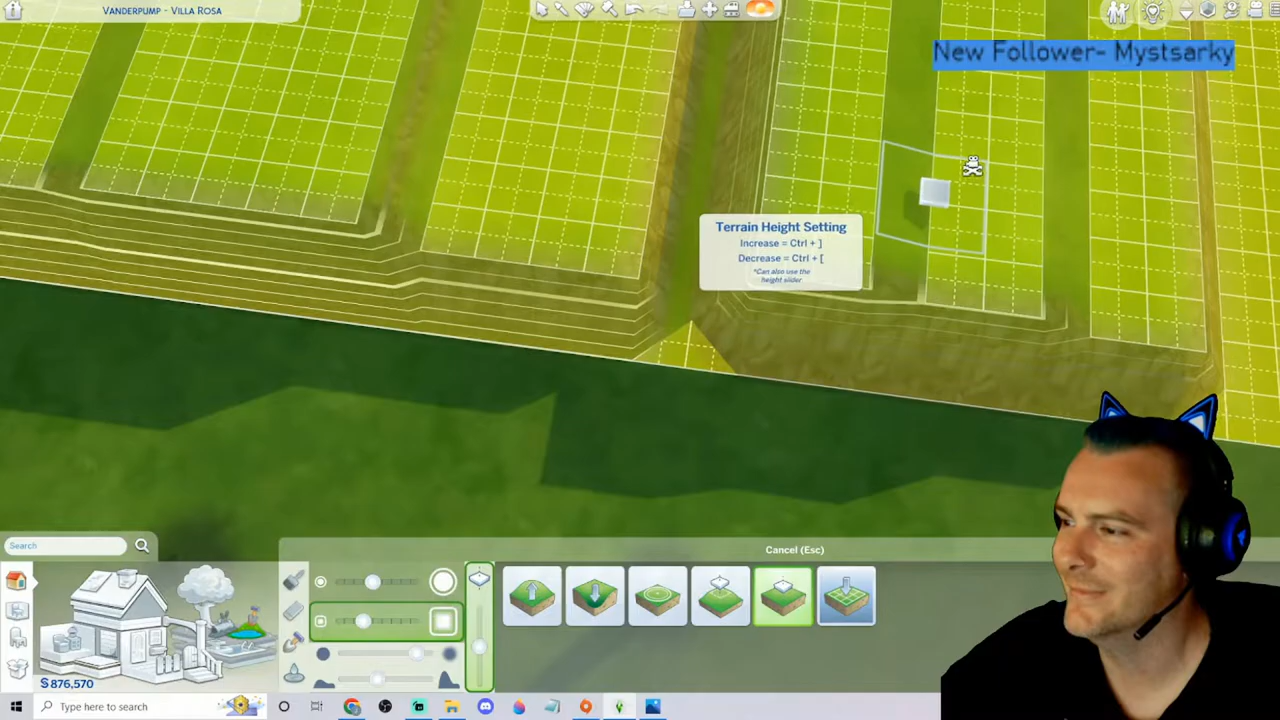 VANDERPUMP - VILLA ROSA
New Follower- Mystsarky
Terrain Height Setting
Increase = Ctrl + ]
Decrease = Ctrl + [
*Can also use the
height slider
Cancel (Esc)
Search
$876,570
Type here to search